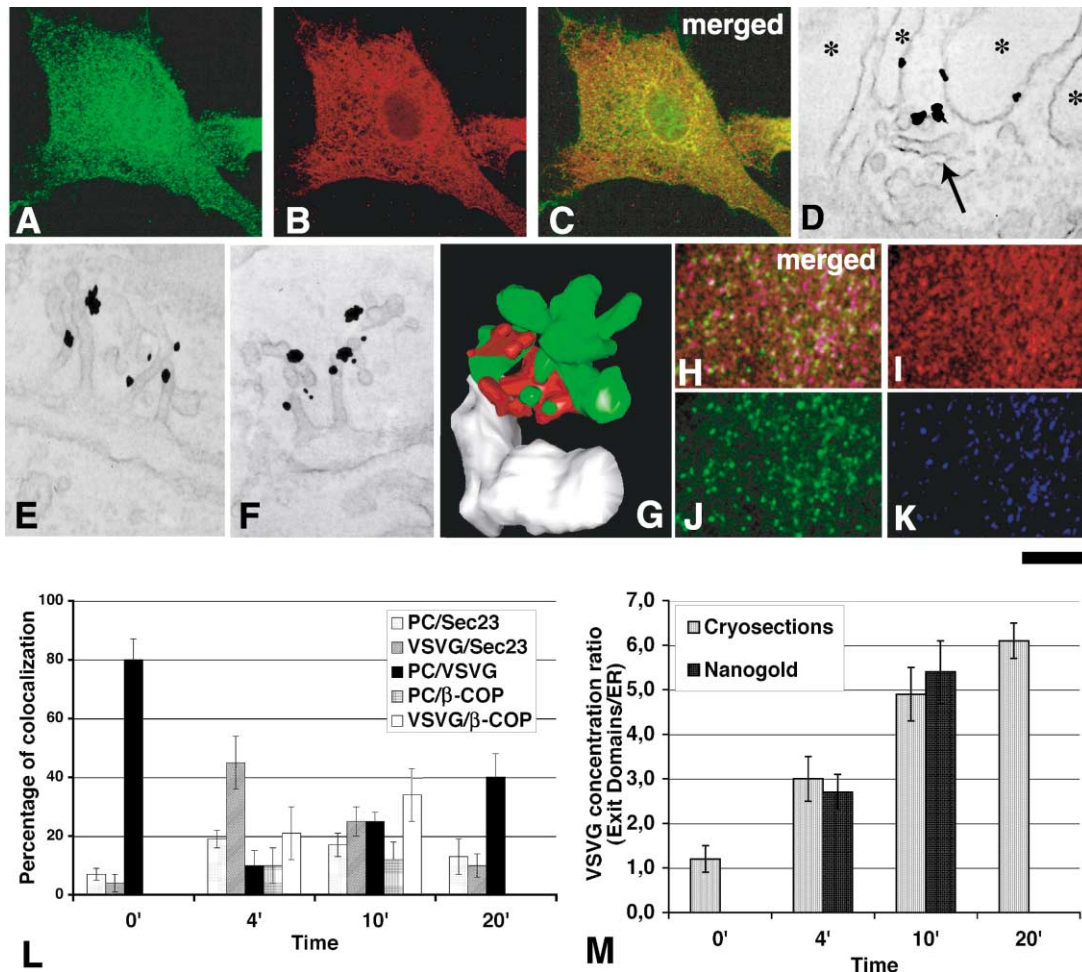 merged
A
B
C
D
* * * *
E
F
G
merged
H
I
J
K
100
80
60
40
20
0
Percentage of colocalization
PC/Sec23
VSVG/Sec23
PC/VSVG
PC/β-COP
VSVG/β-COP
0' 4' 10' 20'
Time
L
7,0
6,0
5,0
4,0
3,0
2,0
1,0
0,0
VSVG concentration ratio
(Exit Domains/ER)
Cryosections
Nanogold
0' 4' 10' 20'
Time
M